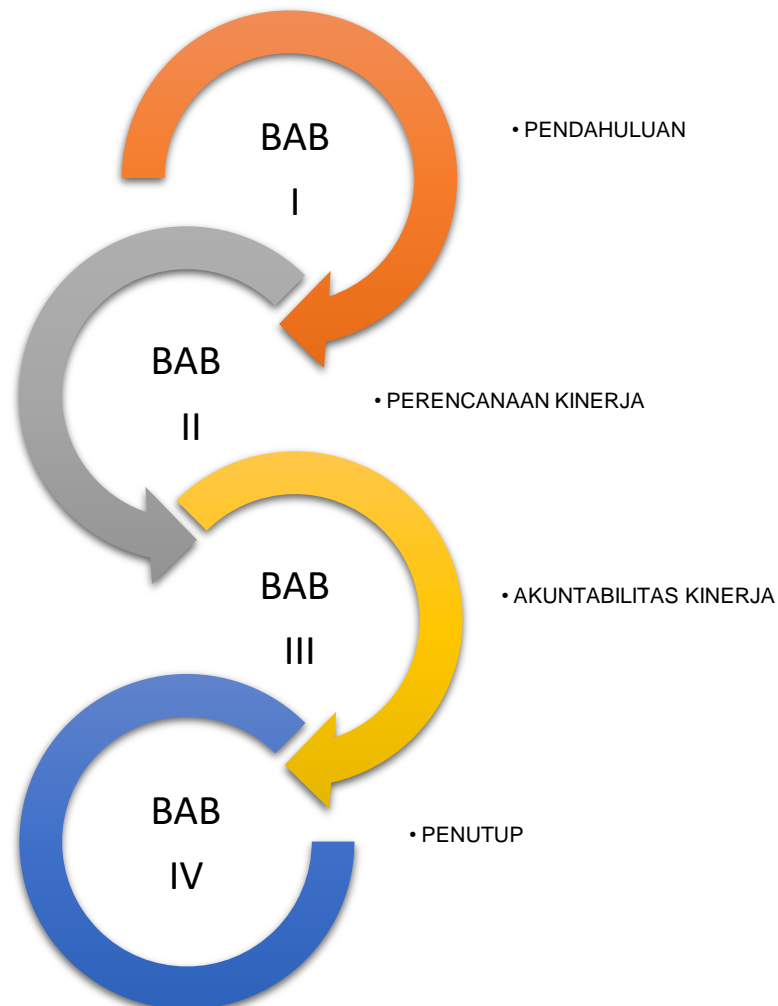 BAB
I
• PENDAHULUAN
BAB
II
• PERENCANAAN KINERJA
BAB
III
• AKUNTABILITAS KINERJA
BAB
IV
• PENUTUP